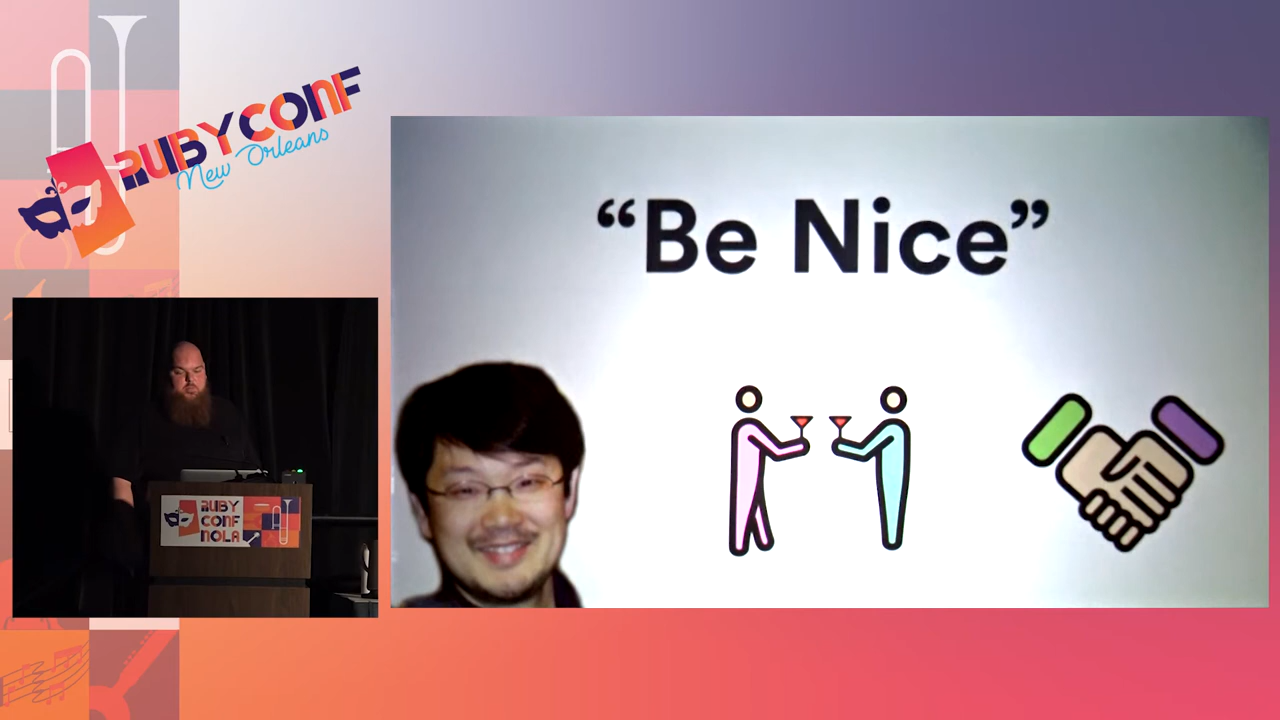 RUBYCONF
New Orleans
“Be Nice”
RUBY
CONF
NOLA